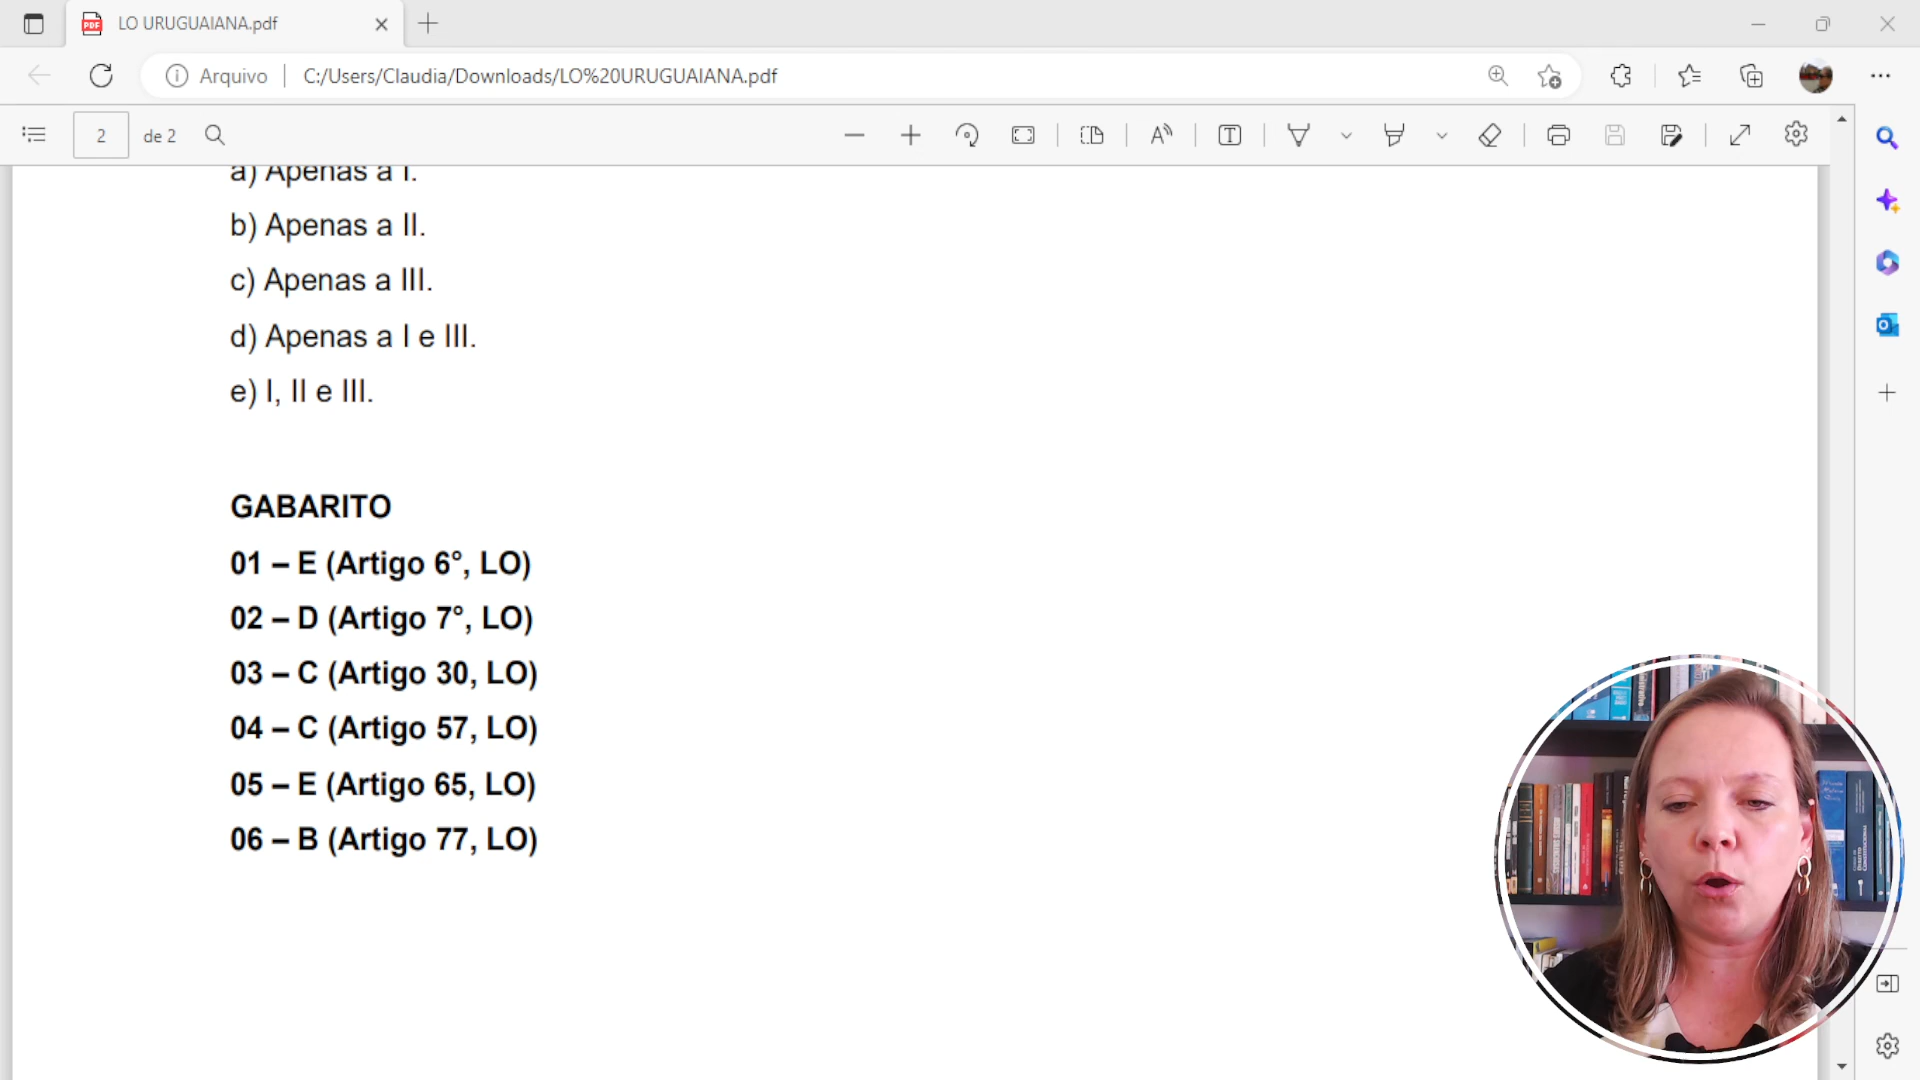 LO URUGUAIANA.pdf
Arquivo
C:/Users/Claudia/Downloads/LO%20URUGUAIANA.pdf
2
de 2
a) Apenas a I.
b) Apenas a II.
c) Apenas a III.
d) Apenas a I e III.
e) I, II e III.
GABARITO
01 – E (Artigo 6°, LO)
02 – D (Artigo 7°, LO)
03 – C (Artigo 30, LO)
04 – C (Artigo 57, LO)
05 – E (Artigo 65, LO)
06 – B (Artigo 77, LO)